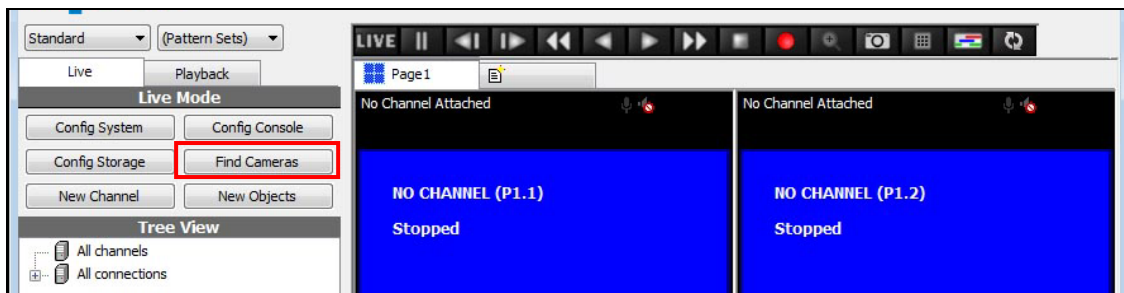 Standard (Pattern Sets)
LIVE
Live Playback
Page1
Live Mode
No Channel Attached
No Channel Attached
Config System Config Console
Config Storage Find Cameras
New Channel New Objects
NO CHANNEL (P1.1)
Stopped
NO CHANNEL (P1.2)
Stopped
Tree View
All channels
All connections